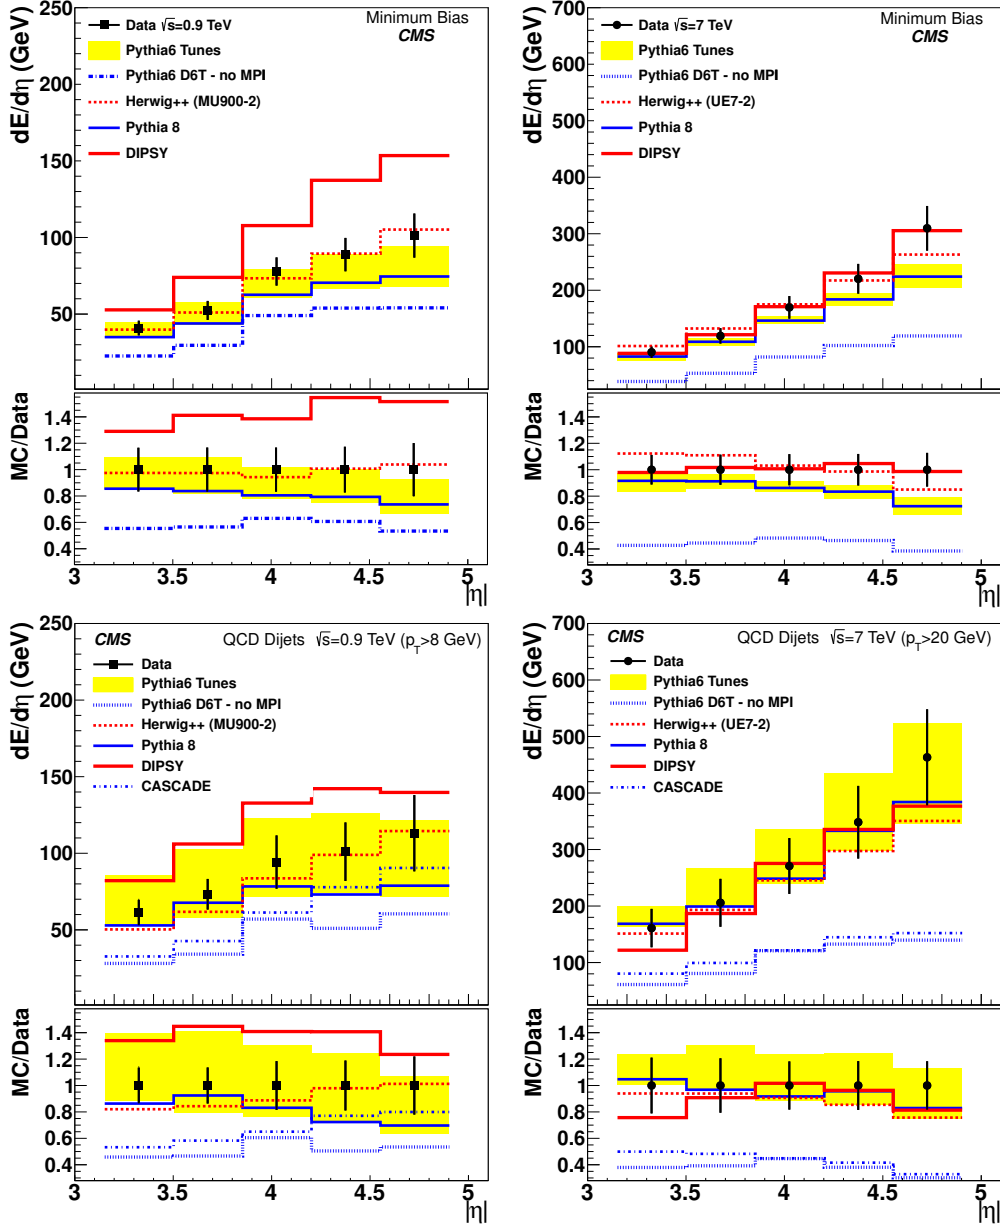 dE/dη (GeV)
250
200
150
100
50
Minimum Bias
CMS
Data √s=0.9 TeV
Pythia6 Tunes
Pythia6 D6T - no MPI
Herwig++ (MU900-2)
Pythia 8
DIPSY
MC/Data
1.4
1.2
1
0.8
0.6
0.4
3 3.5 4 4.5 5
|η|
dE/dη (GeV)
700
600
500
400
300
200
100
Minimum Bias
CMS
Data √s=7 TeV
Pythia6 Tunes
Pythia6 D6T - no MPI
Herwig++ (UE7-2)
Pythia 8
DIPSY
MC/Data
1.4
1.2
1
0.8
0.6
0.4
3 3.5 4 4.5 5
|η|
dE/dη (GeV)
250
200
150
100
50
CMS QCD Dijets √s=0.9 TeV (p_T>8 GeV)
Data
Pythia6 Tunes
Pythia6 D6T - no MPI
Herwig++ (MU900-2)
Pythia 8
DIPSY
CASCADE
MC/Data
1.4
1.2
1
0.8
0.6
0.4
3 3.5 4 4.5 5
|η|
dE/dη (GeV)
700
600
500
400
300
200
100
CMS QCD Dijets √s=7 TeV (p_T>20 GeV)
Data
Pythia6 Tunes
Pythia6 D6T - no MPI
Herwig++ (UE7-2)
Pythia 8
DIPSY
CASCADE
MC/Data
1.4
1.2
1
0.8
0.6
0.4
3 3.5 4 4.5 5
|η|